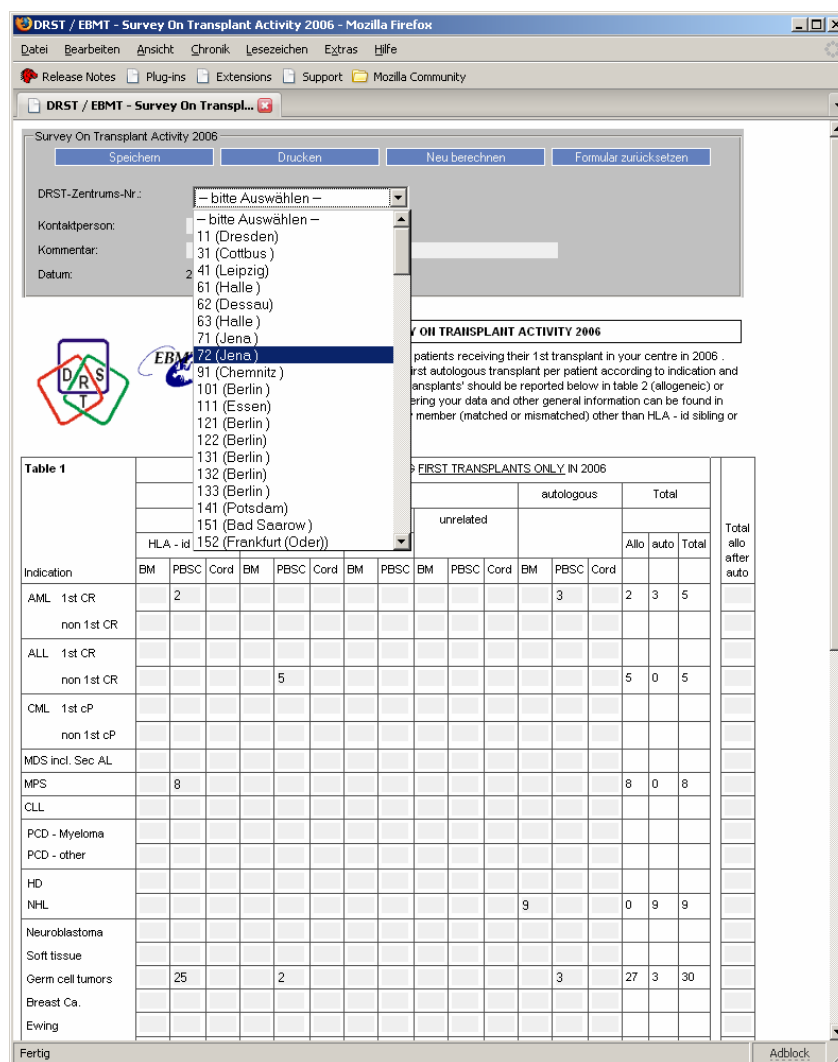 DRST / EBMT - Survey On Transplant Activity 2006 - Mozilla Firefox
Datei Bearbeiten Ansicht Chronik Lesezeichen Extras Hilfe
Release Notes Plug-ins Extensions Support Mozilla Community
DRST / EBMT - Survey On Transpl...
Survey On Transplant Activity 2006
Speichern Drucken Neu berechnen Formular zurücksetzen
DRST-Zentrums-Nr.: -- bitte Auswählen --
Kontaktperson:
Kommentar:
Datum: 2
-- bitte Auswählen --
11 (Dresden)
31 (Cottbus )
41 (Leipzig)
61 (Halle )
62 (Dessau)
63 (Halle )
71 (Jena )
72 (Jena )
91 (Chemnitz )
101 (Berlin )
111 (Essen)
121 (Berlin )
122 (Berlin)
131 (Berlin )
132 (Berlin)
133 (Berlin )
141 (Potsdam)
151 (Bad Saarow )
152 (Frankfurt (Oder))
DRST
EBM
Y ON TRANSPLANT ACTIVITY 2006
patients receiving their 1st transplant in your centre in 2006 .
irst autologous transplant per patient according to indication and
ansplants' should be reported below in table 2 (allogeneic) or
ering your data and other general information can be found in
member (matched or mismatched) other than HLA - id sibling or
Table 1 FIRST TRANSPLANTS ONLY IN 2006
autologous Total
unrelated
HLA - id Allo auto Total Total allo after auto
Indication BM PBSC Cord BM PBSC Cord BM PBSC BM PBSC Cord BM PBSC Cord
AML 1st CR 2 3 2 3 5
non 1st CR
ALL 1st CR
non 1st CR 5 5 0 5
CML 1st cP
non 1st cP
MDS incl. Sec AL
MPS 8 8 0 8
CLL
PCD - Myeloma
PCD - other
HD
NHL 9 0 9 9
Neuroblastoma
Soft tissue
Germ cell tumors 25 2 3 27 3 30
Breast Ca.
Ewing
Fertig Adblock